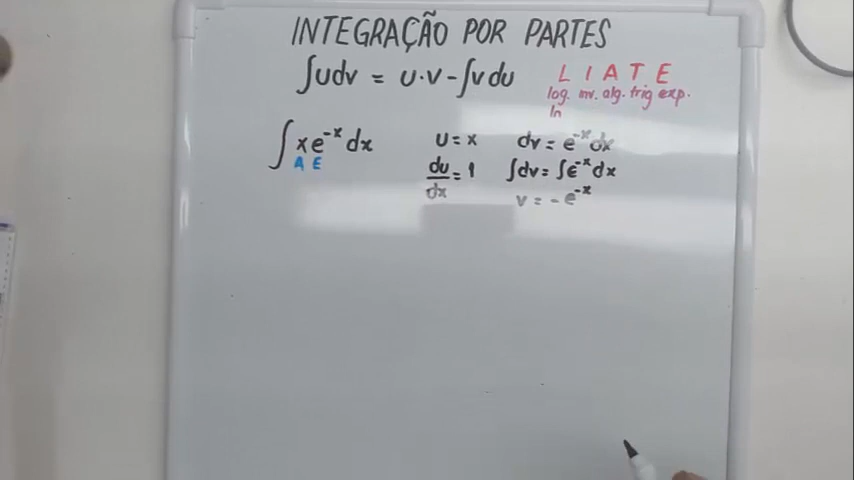 INTEGRAÇÃO POR PARTES
∫udv = u·v - ∫vdu
L I A T E
log. inv. alg. trig exp.
ln
∫xe⁻ˣdx
A E
u = x
du/dx = 1
dv = e⁻ˣdx
∫dv = ∫e⁻ˣdx
v = -e⁻ˣ